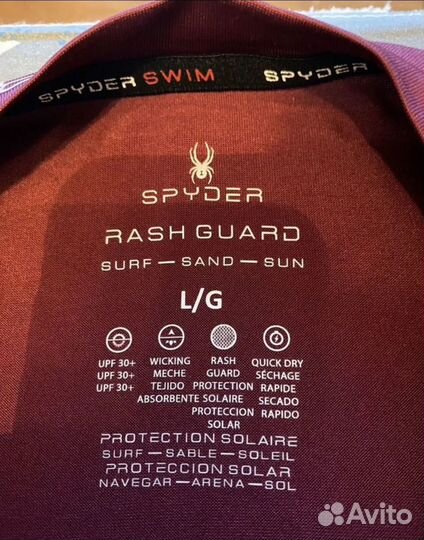 SPYDER SWIM SPYDER
SPYDER
RASH GUARD
SURF — SAND — SUN
L/G
UPF 30+ WICKING RASH QUICK DRY
UPF 30+ MECHE GUARD SÉCHAGE
UPF 30+ TEJIDO PROTECTION RAPIDE
ABSORBENTE SOLAIRE SECADO
PROTECCION RAPIDO
SOLAR
PROTECTION SOLAIRE
SURF — SABLE — SOLEIL
PROTECCION SOLAR
NAVEGAR — ARENA — SOL
Avito